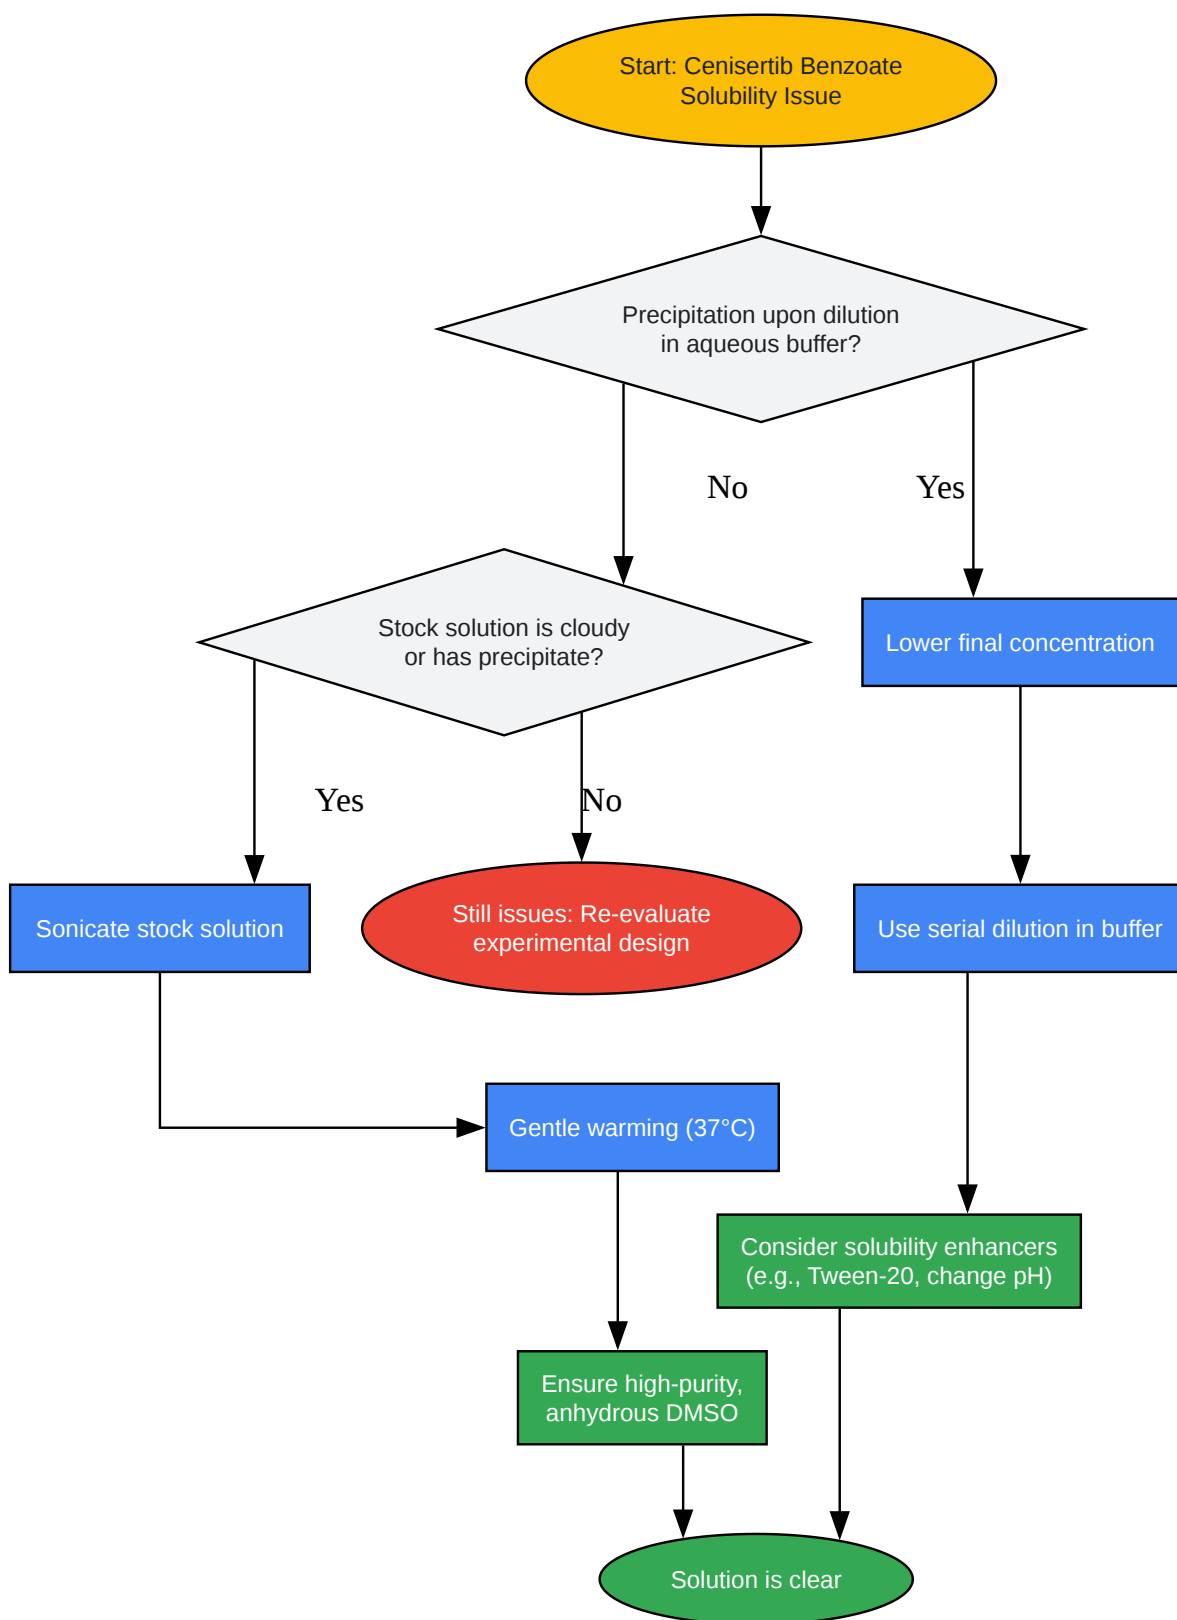 Start: Cenisertib Benzoate
Solubility Issue
Precipitation upon dilution
in aqueous buffer?
No
Yes
Stock solution is cloudy
or has precipitate?
Lower final concentration
Yes
No
Sonicate stock solution
Still issues: Re-evaluate
experimental design
Use serial dilution in buffer
Gentle warming (37°C)
Consider solubility enhancers
(e.g., Tween-20, change pH)
Ensure high-purity,
anhydrous DMSO
Solution is clear